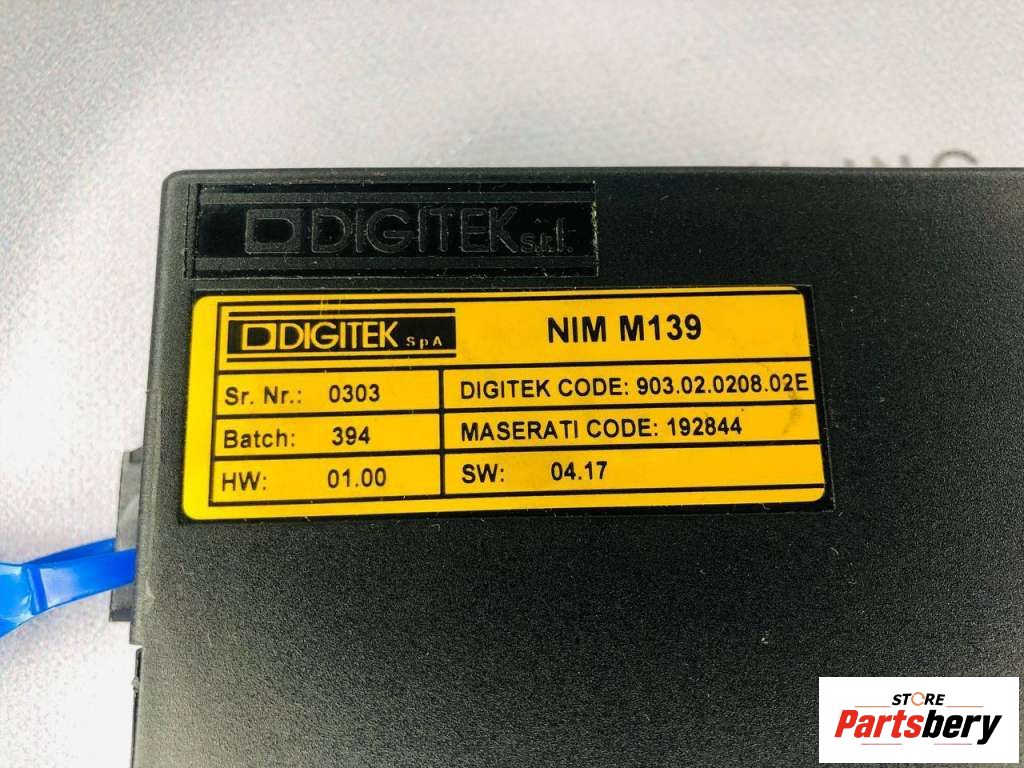 DIGITEK s.r.l.
DIGITEK SpA
NIM M139
Sr. Nr.: 0303
DIGITEK CODE: 903.02.0208.02E
Batch: 394
MASERATI CODE: 192844
HW: 01.00
SW: 04.17
STORE
Partsbery